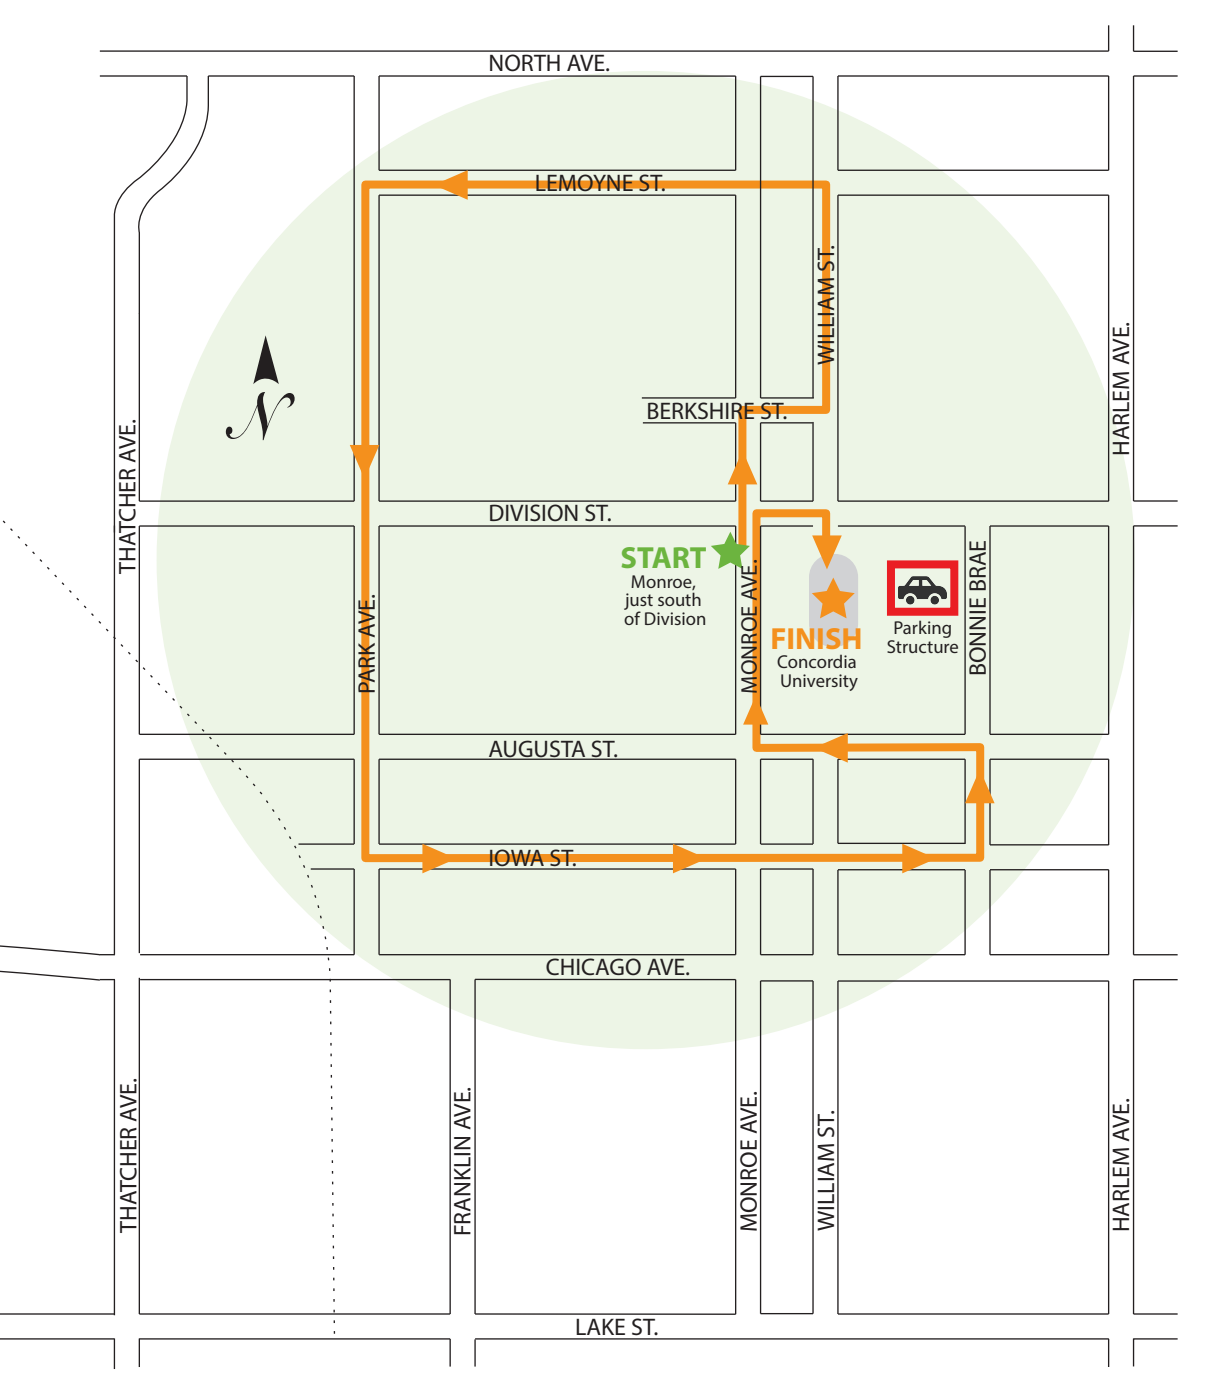 NORTH AVE.
LEMOYNE ST.
WILLIAM ST.
HARLEM AVE.
N
BERKSHIRE ST.
THATCHER AVE.
DIVISION ST.
START
Monroe,
just south
of Division
MONROE AVE.
FINISH
Concordia
University
Parking
Structure
BONNIE BRAE
PARK AVE.
AUGUSTA ST.
IOWA ST.
CHICAGO AVE.
THATCHER AVE.
FRANKLIN AVE.
MONROE AVE.
WILLIAM ST.
HARLEM AVE.
LAKE ST.